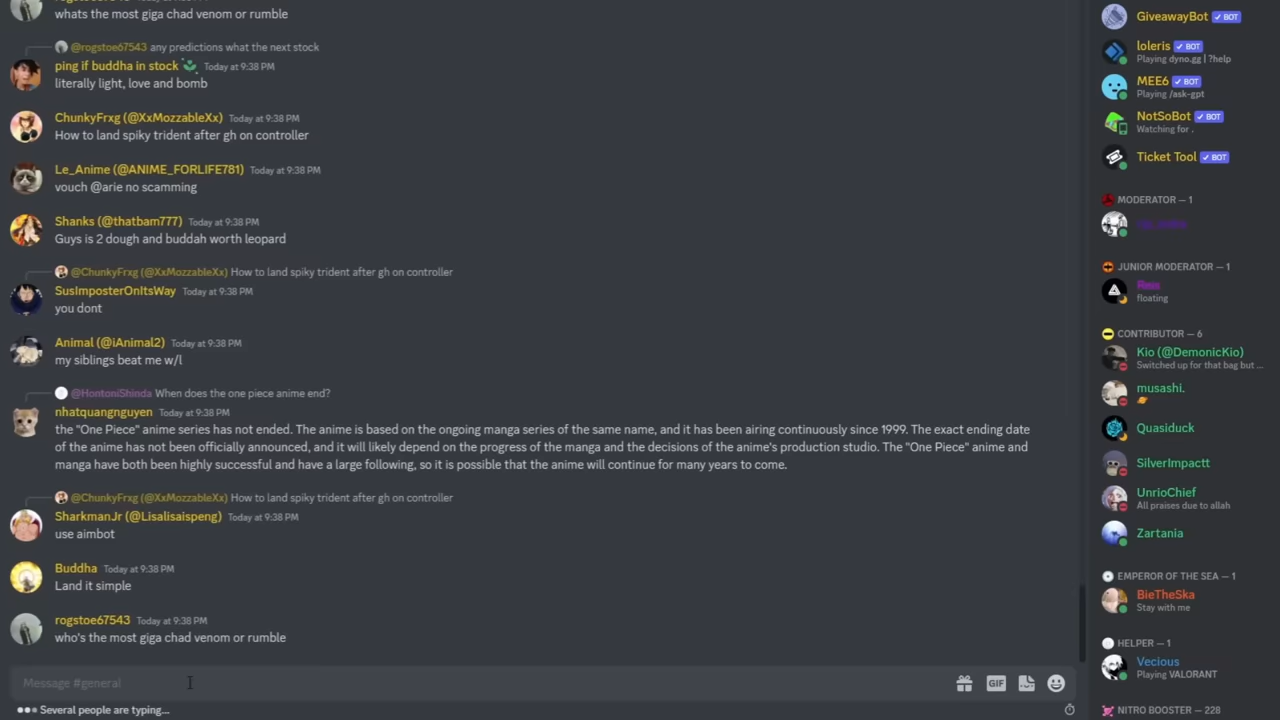 whats the most giga chad venom or rumble
@rogstoe67543 any predictions what the next stock
ping if buddha in stock Today at 9:38 PM
literally light, love and bomb
ChunkyFrxg (@XxMozzableXx) Today at 9:38 PM
How to land spiky trident after gh on controller
Le_Anime (@ANIME_FORLIFE781) Today at 9:38 PM
vouch @arie no scamming
Shanks (@thatbam777) Today at 9:38 PM
Guys is 2 dough and buddah worth leopard
@ChunkyFrxg (@XxMozzableXx) How to land spiky trident after gh on controller
SusImposterOnItsWay Today at 9:38 PM
you dont
Animal (@iAnimal2) Today at 9:38 PM
my siblings beat me w/l
@HontoniShinda When does the one piece anime end?
nhatquangnguyen Today at 9:38 PM
the "One Piece" anime series has not ended. The anime is based on the ongoing manga series of the same name, and it has been airing continuously since 1999. The exact ending date
of the anime has not been officially announced, and it will likely depend on the progress of the manga and the decisions of the anime's production studio. The "One Piece" anime and
manga have both been highly successful and have a large following, so it is possible that the anime will continue for many years to come.
@ChunkyFrxg (@XxMozzableXx) How to land spiky trident after gh on controller
SharkmanJr (@Lisalisaispeng) Today at 9:38 PM
use aimbot
Buddha Today at 9:38 PM
Land it simple
rogstoe67543 Today at 9:38 PM
who's the most giga chad venom or rumble
Message #general
GIF
Several people are typing...
GiveawayBot BOT
loleris BOT
Playing dyno.gg | ?help
MEE6 BOT
Playing /ask-gpt
NotSoBot BOT
Watching for .
Ticket Tool BOT
MODERATOR — 1
JUNIOR MODERATOR — 1
floating
CONTRIBUTOR — 6
Kio (@DemonicKio)
Switched up for that bag but ...
musashi.
Quasiduck
SilverImpactt
UnrioChief
All praises due to allah
Zartania
EMPEROR OF THE SEA — 1
BieTheSka
Stay with me
HELPER — 1
Vecious
Playing VALORANT
NITRO BOOSTER — 228